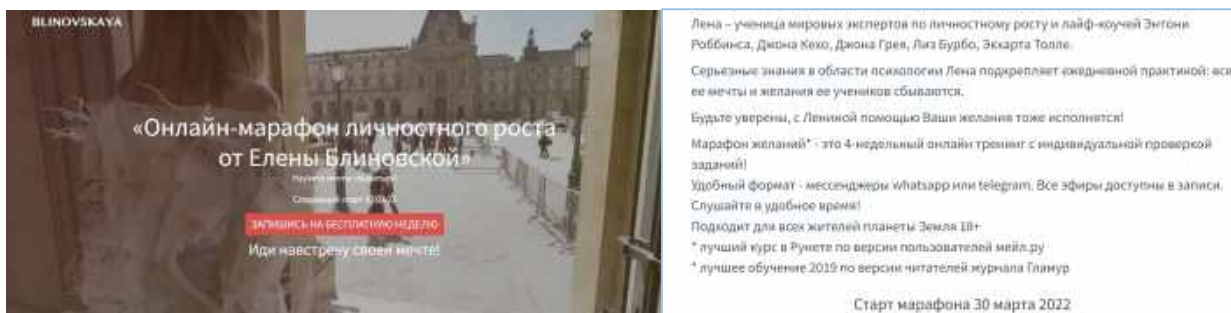 BLINOVSKAYA
«Онлайн-марафон личностного роста
от Елены Блиновской»
ЗАПИШИСЬ НА БЕСПЛАТНУЮ НЕДЕЛЮ
Иди навстречу своей мечте!
Лена – ученица мировых экспертов по личностному росту и лайф-коучей Энтони
Роббинса, Джона Кехо, Джона Грея, Лиз Бурбо, Экхарта Толле.
Серьезные знания в области психологии Лена подкрепляет ежедневной практикой: все
ее мечты и желания ее учеников сбываются.
Будьте уверены, с Лениной помощью Ваши желания тоже исполнятся!
Марафон желаний* - это 4-недельный онлайн тренинг с индивидуальной проверкой
заданий!
Удобный формат - мессенджеры whatsapp или telegram. Все эфиры доступны в записи.
Слушайте в удобное время!
Подходит для всех жителей планеты Земля 18+
* лучший курс в Рунете по версии пользователей мейл.ру
* лучшее обучение 2019 по версии читателей журнала Гламур
Старт марафона 30 марта 2022